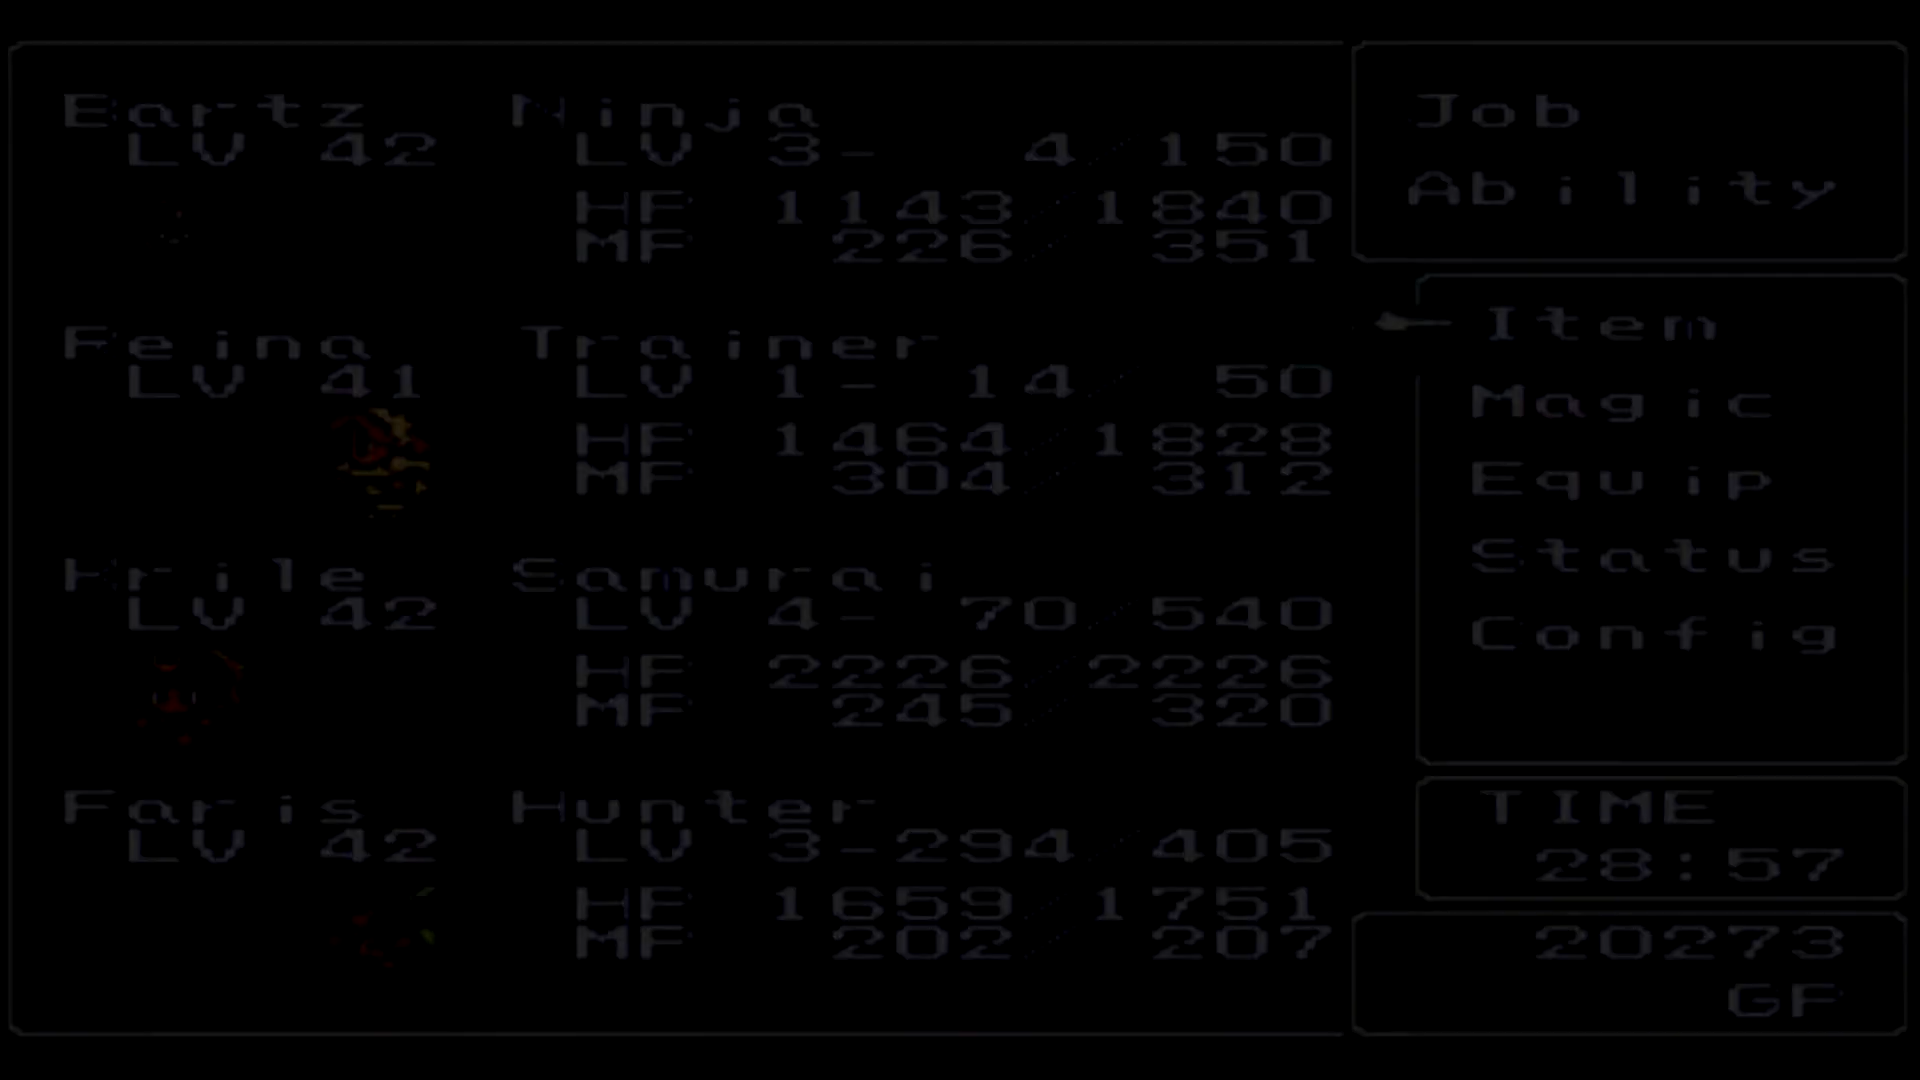 Bartz Ninja
LV 42 LV 3- 4/150
HP 1143/1840
MP 226/351
Reina Trainer
LV 41 LV 1- 14/ 50
HP 1464/1828
MP 304/312
Krile Samurai
LV 42 LV 4- 70/540
HP 2226/2226
MP 245/320
Faris Hunter
LV 42 LV 3-294/405
HP 1659/1751
MP 202/207
Job
Ability
Item
Magic
Equip
Status
Config
TIME
28:57
20273
GP